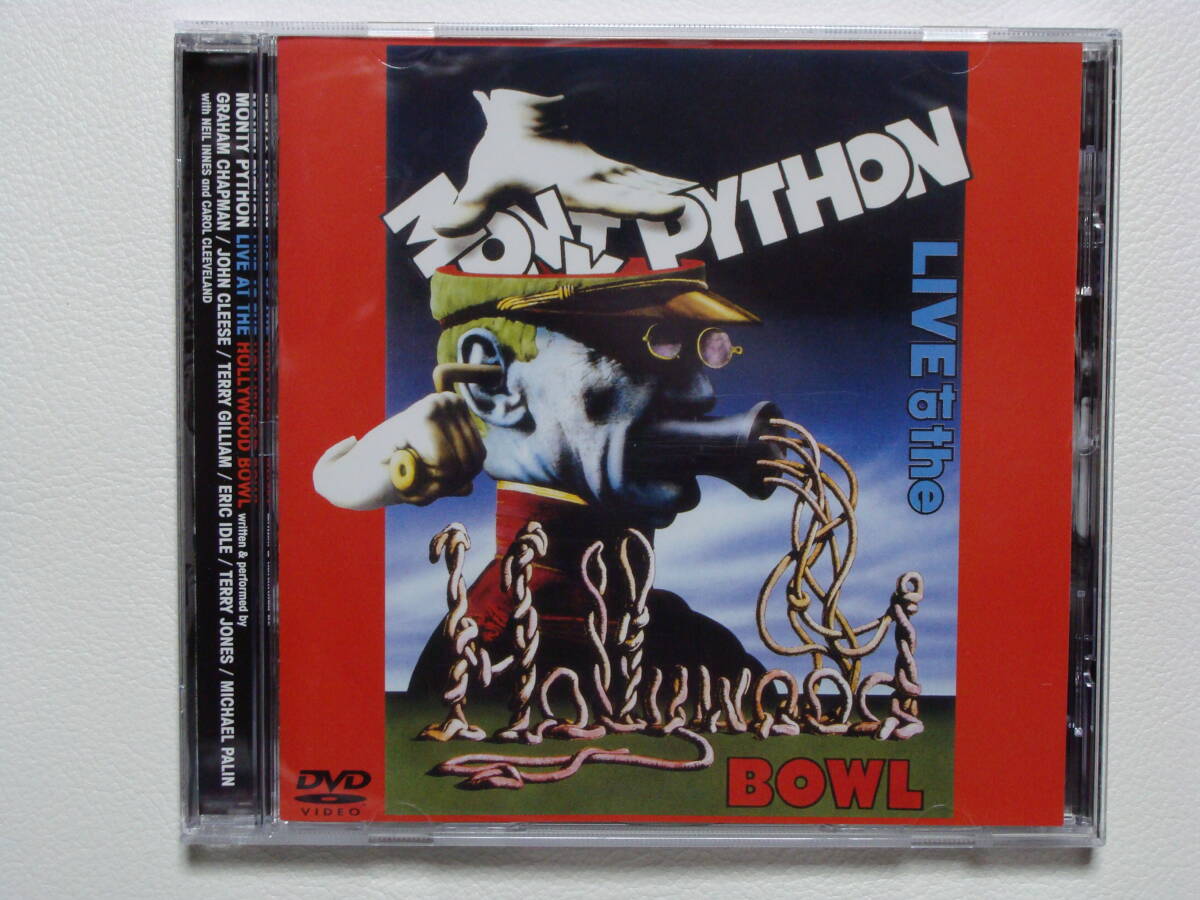 MONTY PYTHON LIVE AT THE HOLLYWOOD BOWL written & performed by
GRAHAM CHAPMAN / JOHN CLEESE / TERRY GILLIAM / ERIC IDLE / TERRY JONES / MICHAEL PALIN
with NEIL INNES and CAROL CLEEVELAND
MONTY PYTHON
LIVE at the
Hollywood
BOWL
DVD
VIDEO